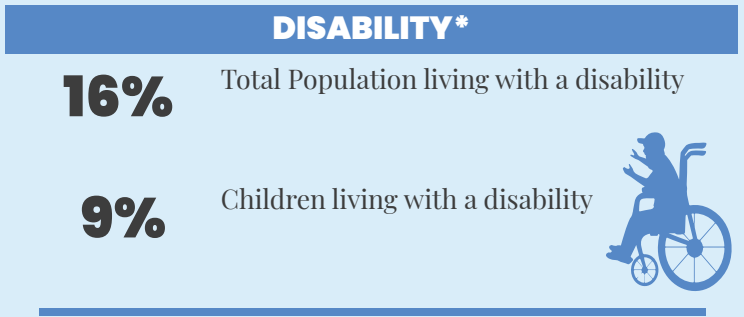 DISABILITY*
16% Total Population living with a disability
9% Children living with a disability